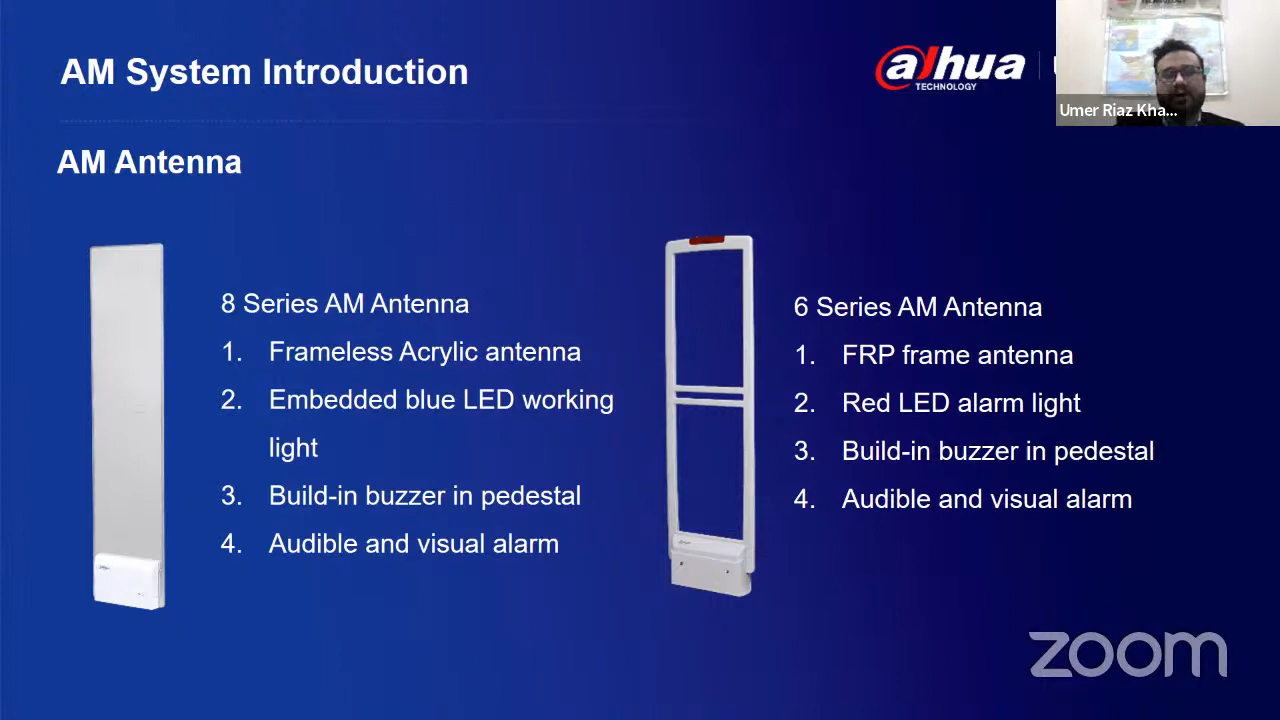 AM System Introduction
alhua
TECHNOLOGY
TECHNOLOGY
Umer Riaz Kha...
AM Antenna
8 Series AM Antenna
1. Frameless Acrylic antenna
2. Embedded blue LED working
light
3. Build-in buzzer in pedestal
4. Audible and visual alarm
6 Series AM Antenna
1. FRP frame antenna
2. Red LED alarm light
3. Build-in buzzer in pedestal
4. Audible and visual alarm
zoom